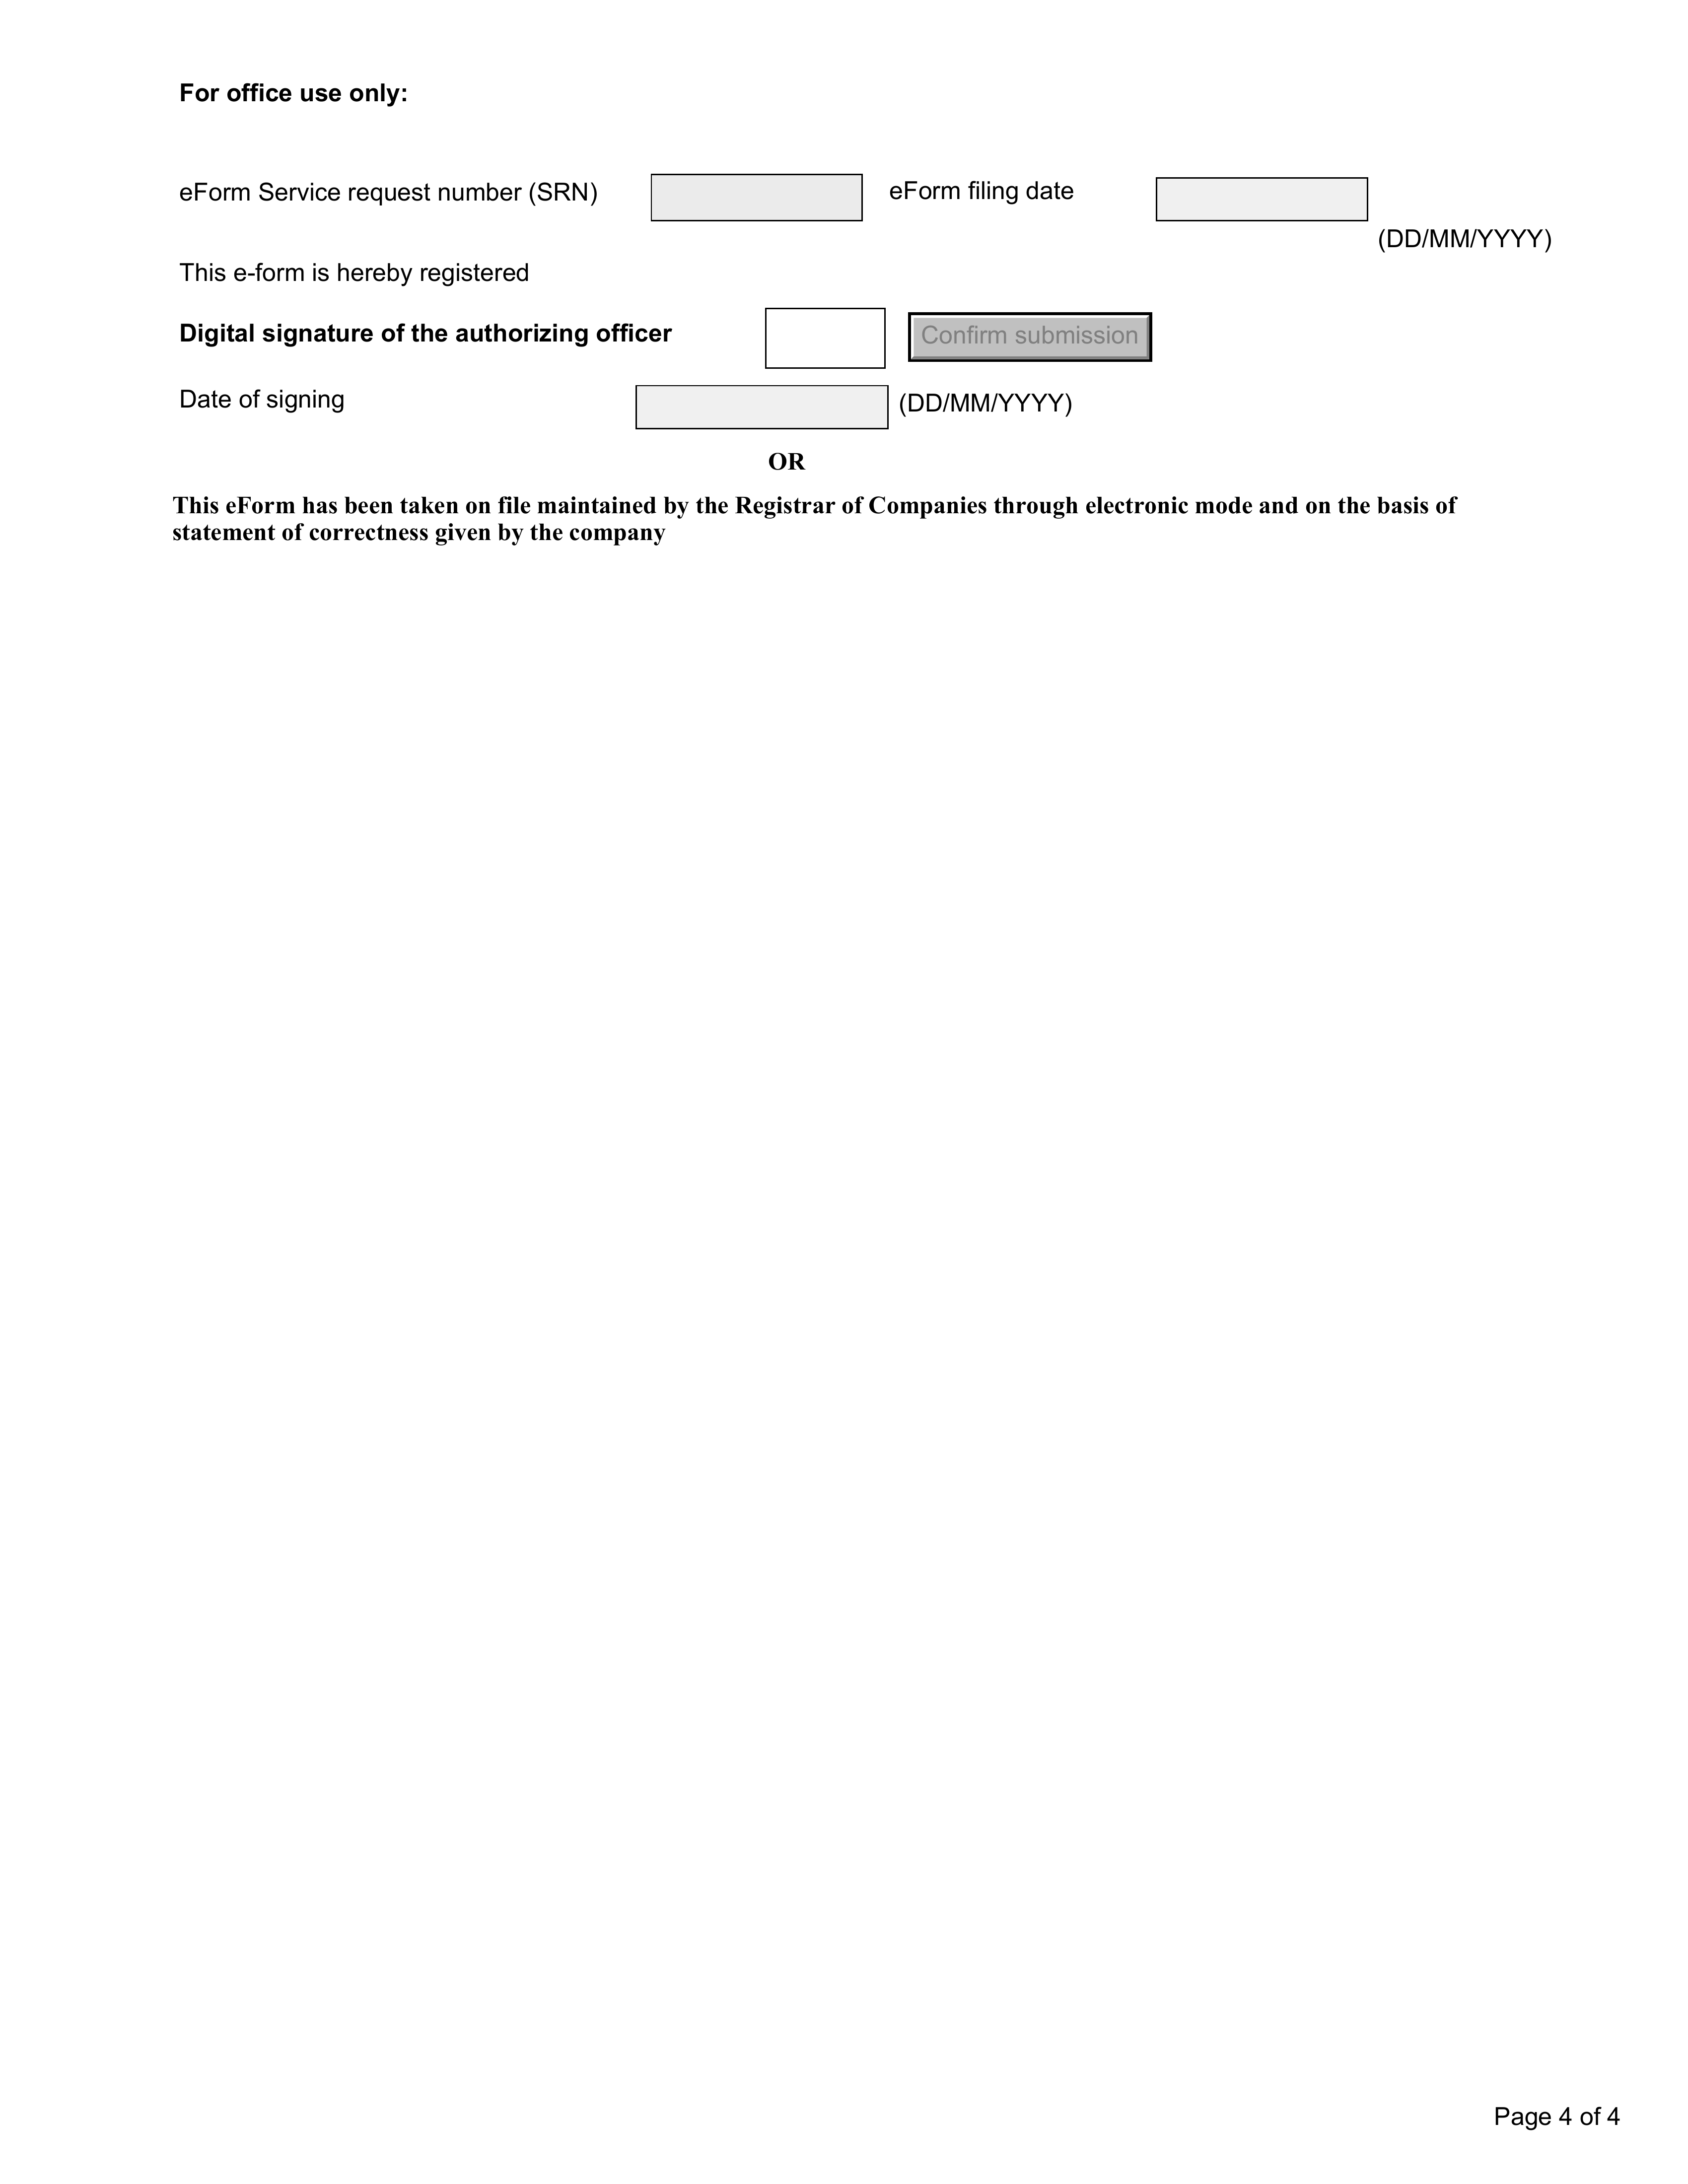 For office use only:
eForm Service request number (SRN) eForm filing date
(DD/MM/YYYY)
This e-form is hereby registered
Digital signature of the authorizing officer Confirm submission
Date of signing (DD/MM/YYYY)
OR
This eForm has been taken on file maintained by the Registrar of Companies through electronic mode and on the basis of
statement of correctness given by the company
Page 4 of 4